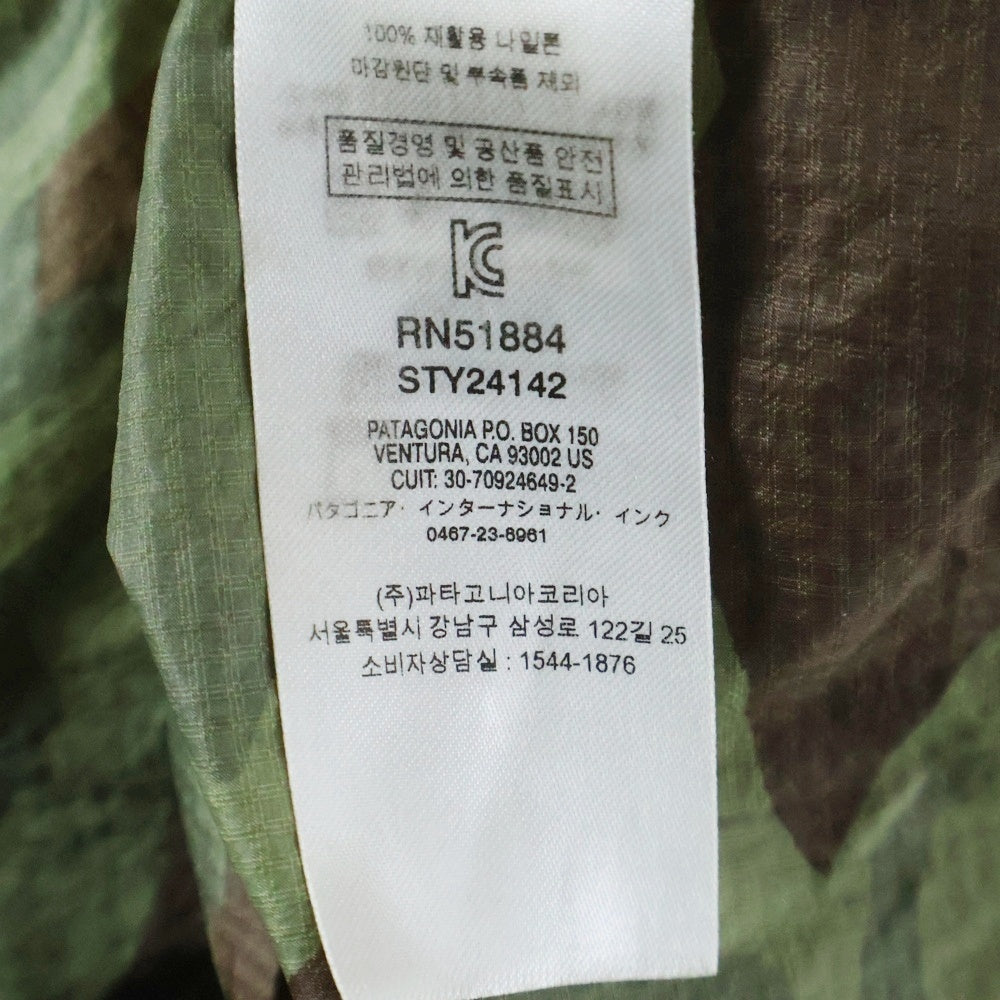 100% 재활용 나일론
마감원단 및 부속품 제외
품질경영 및 공산품 안전
관리법에 의한 품질표시
KC
RN51884
STY24142
PATAGONIA P.O. BOX 150
VENTURA, CA 93002 US
CUIT: 30-70924649-2
パタゴニア・インターナショナル・インク
0467-23-8961
(주)파타고니아코리아
서울특별시 강남구 삼성로 122길 25
소비자상담실 : 1544-1876